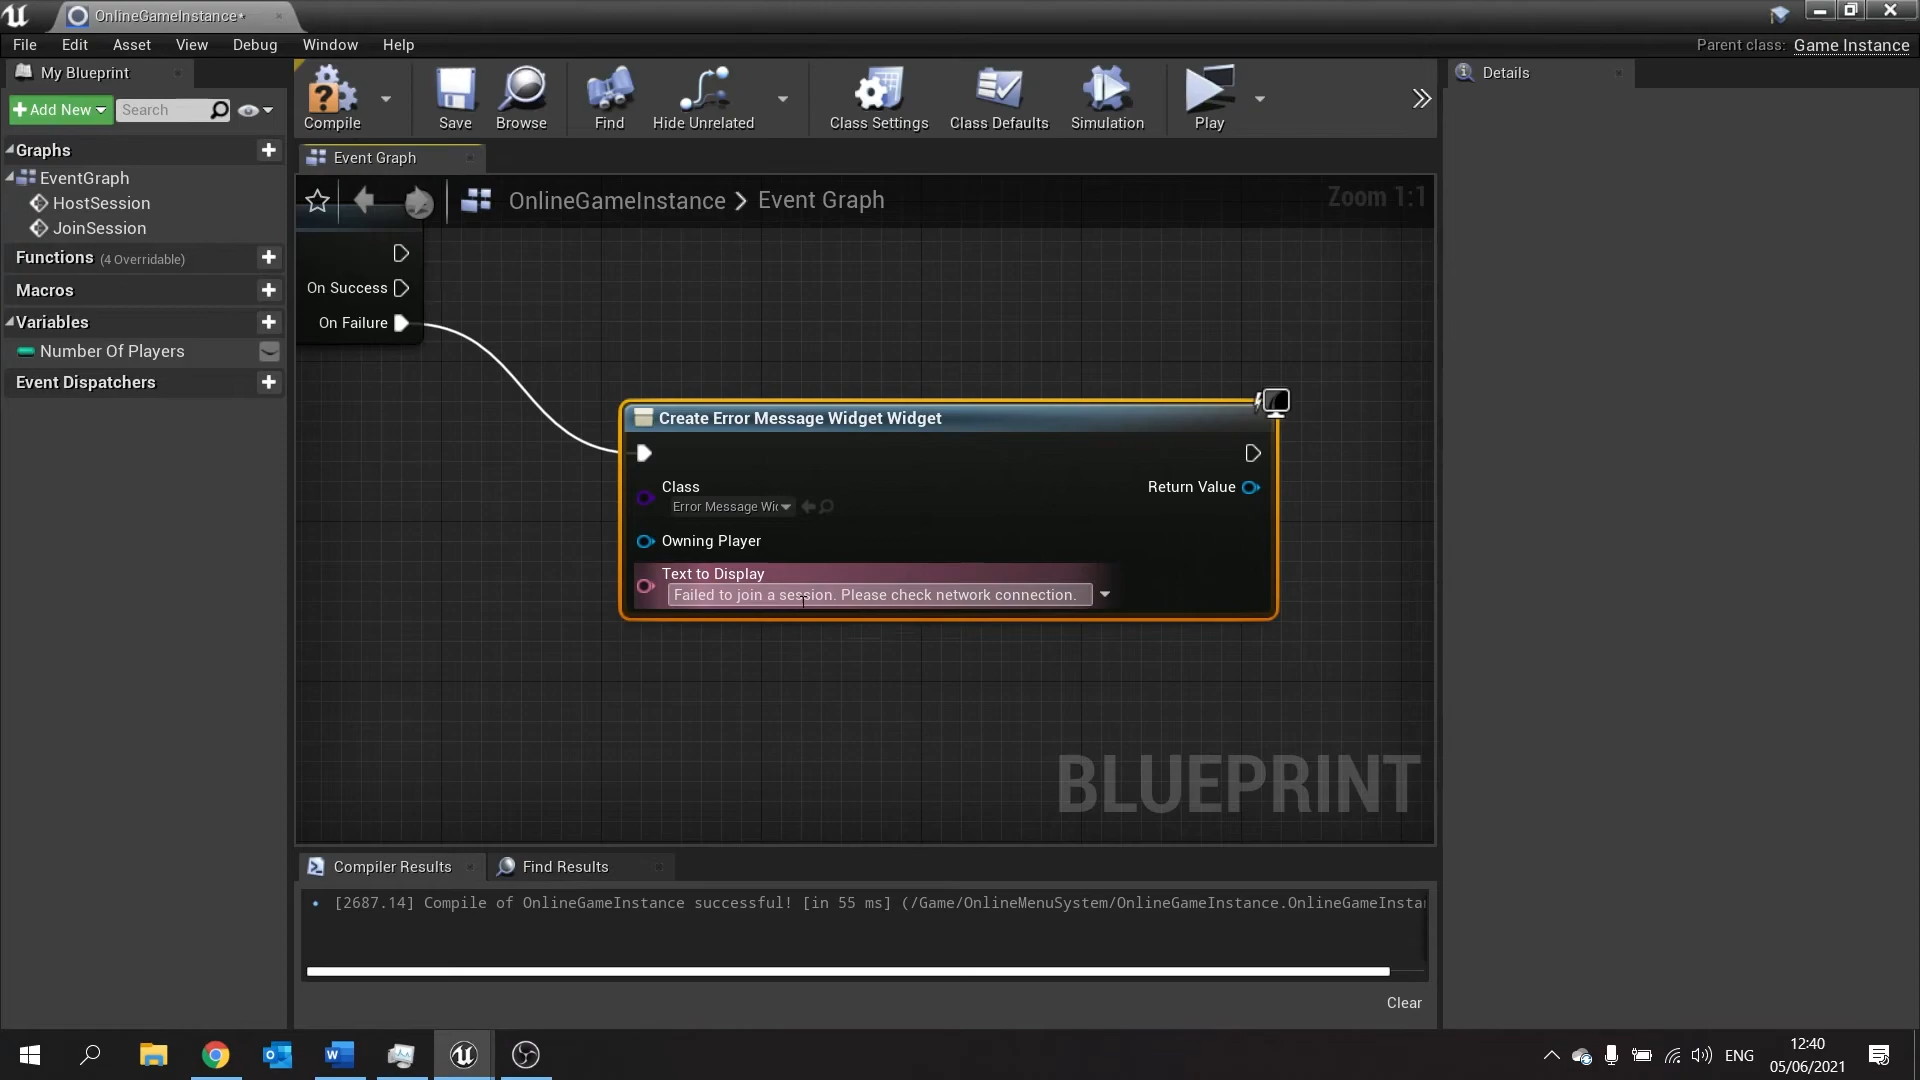 OnlineGameInstance*
File Edit Asset View Debug Window Help
Parent class: Game Instance
My Blueprint
Add New
Search
Graphs
EventGraph
HostSession
JoinSession
Functions (4 Overridable)
Macros
Variables
Number Of Players
Event Dispatchers
Compile
Save
Browse
Find
Hide Unrelated
Class Settings
Class Defaults
Simulation
Play
Details
Event Graph
OnlineGameInstance > Event Graph
Zoom 1:1
On Success
On Failure
Create Error Message Widget Widget
Class
Error Message Wi
Return Value
Owning Player
Text to Display
Failed to join a session. Please check network connection.
BLUEPRINT
Compiler Results
Find Results
[2687.14] Compile of OnlineGameInstance successful! [in 55 ms] (/Game/OnlineMenuSystem/OnlineGameInstance.OnlineGameInsta
Clear
ENG
12:40
05/06/2021